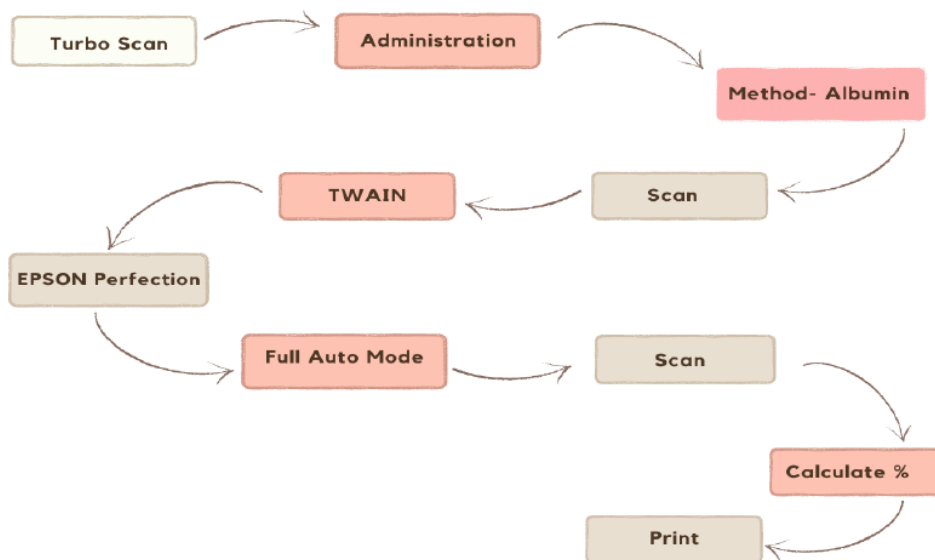 Turbo Scan
Administration
Method- Albumin
Scan
TWAIN
EPSON Perfection
Full Auto Mode
Scan
Calculate %
Print